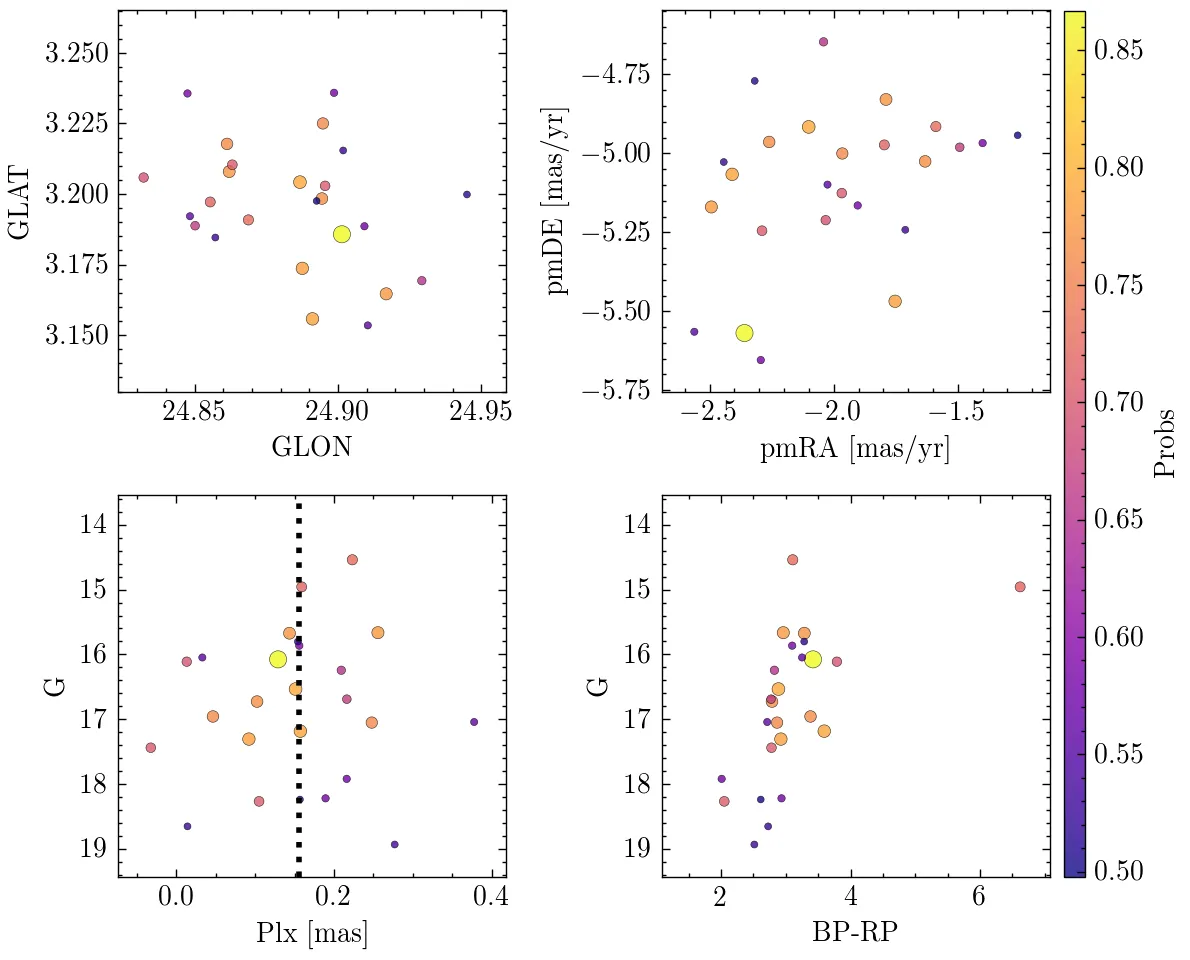 3.250
3.225
3.200
3.175
3.150
GLAT
24.85 24.90 24.95
GLON
−4.75
−5.00
−5.25
−5.50
−5.75
pmDE [mas/yr]
−2.5 −2.0 −1.5
pmRA [mas/yr]
14
15
16
17
18
19
G
0.0 0.2 0.4
Plx [mas]
14
15
16
17
18
19
G
2 4 6
BP-RP
0.85
0.80
0.75
0.70
0.65
0.60
0.55
0.50
Probs